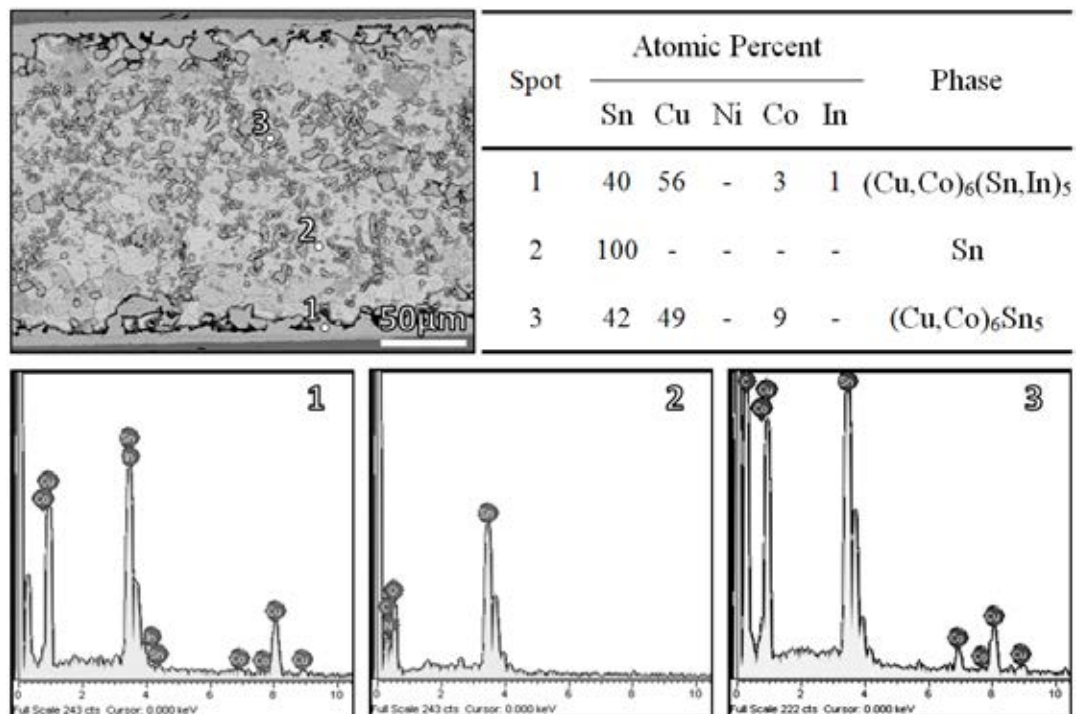 3
2
1
50μm
Atomic Percent
Spot Phase
Sn Cu Ni Co In
1 40 56 - 3 1 (Cu,Co)₆(Sn,In)₅
2 100 - - - - Sn
3 42 49 - 9 - (Cu,Co)₆Sn₅
1
0 2 4 6 8 10
Full Scale 243 cts Cursor: 0.000 keV
2
Sn
0 2 4 6 8 10
Full Scale 243 cts Cursor: 0.000 keV
3
0 2 4 6 8 10
Full Scale 222 cts Cursor: 0.000 keV